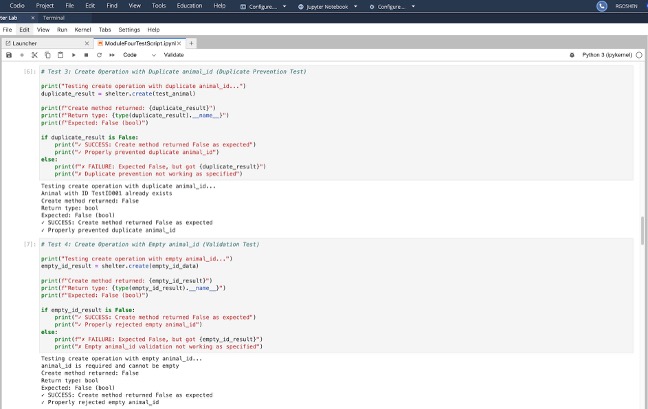 Codio Project File Edit Find View Tools Education Help Configure... Jupyter Notebook Configure... RGOSHEN
ter Lab × Terminal
File Edit View Run Kernel Tabs Settings Help
Launcher × ModuleFourTestScript.ipynb × +
Code Validate Python 3 (ipykernel)
[6]: # Test 3: Create Operation with Duplicate animal_id (Duplicate Prevention Test)
print("Testing create operation with duplicate animal_id...")
duplicate_result = shelter.create(test_animal)
print(f"Create method returned: {duplicate_result}")
print(f"Return type: {type(duplicate_result).__name__}")
print(f"Expected: False (bool)")
if duplicate_result is False:
print("✓ SUCCESS: Create method returned False as expected")
print("✓ Properly prevented duplicate animal_id")
else:
print(f"✗ FAILURE: Expected False, but got {duplicate_result}")
print("✗ Duplicate prevention not working as specified")
Testing create operation with duplicate animal_id...
Animal with ID TestID001 already exists
Create method returned: False
Return type: bool
Expected: False (bool)
✓ SUCCESS: Create method returned False as expected
✓ Properly prevented duplicate animal_id
[7]: # Test 4: Create Operation with Empty animal_id (Validation Test)
print("Testing create operation with empty animal_id...")
empty_id_result = shelter.create(empty_id_data)
print(f"Create method returned: {empty_id_result}")
print(f"Return type: {type(empty_id_result).__name__}")
print(f"Expected: False (bool)")
if empty_id_result is False:
print("✓ SUCCESS: Create method returned False as expected")
print("✓ Properly rejected empty animal_id")
else:
print(f"✗ FAILURE: Expected False, but got {empty_id_result}")
print("✗ Empty animal_id validation not working as specified")
Testing create operation with empty animal_id...
animal_id is required and cannot be empty
Create method returned: False
Return type: bool
Expected: False (bool)
✓ SUCCESS: Create method returned False as expected
✓ Properly rejected empty animal_id